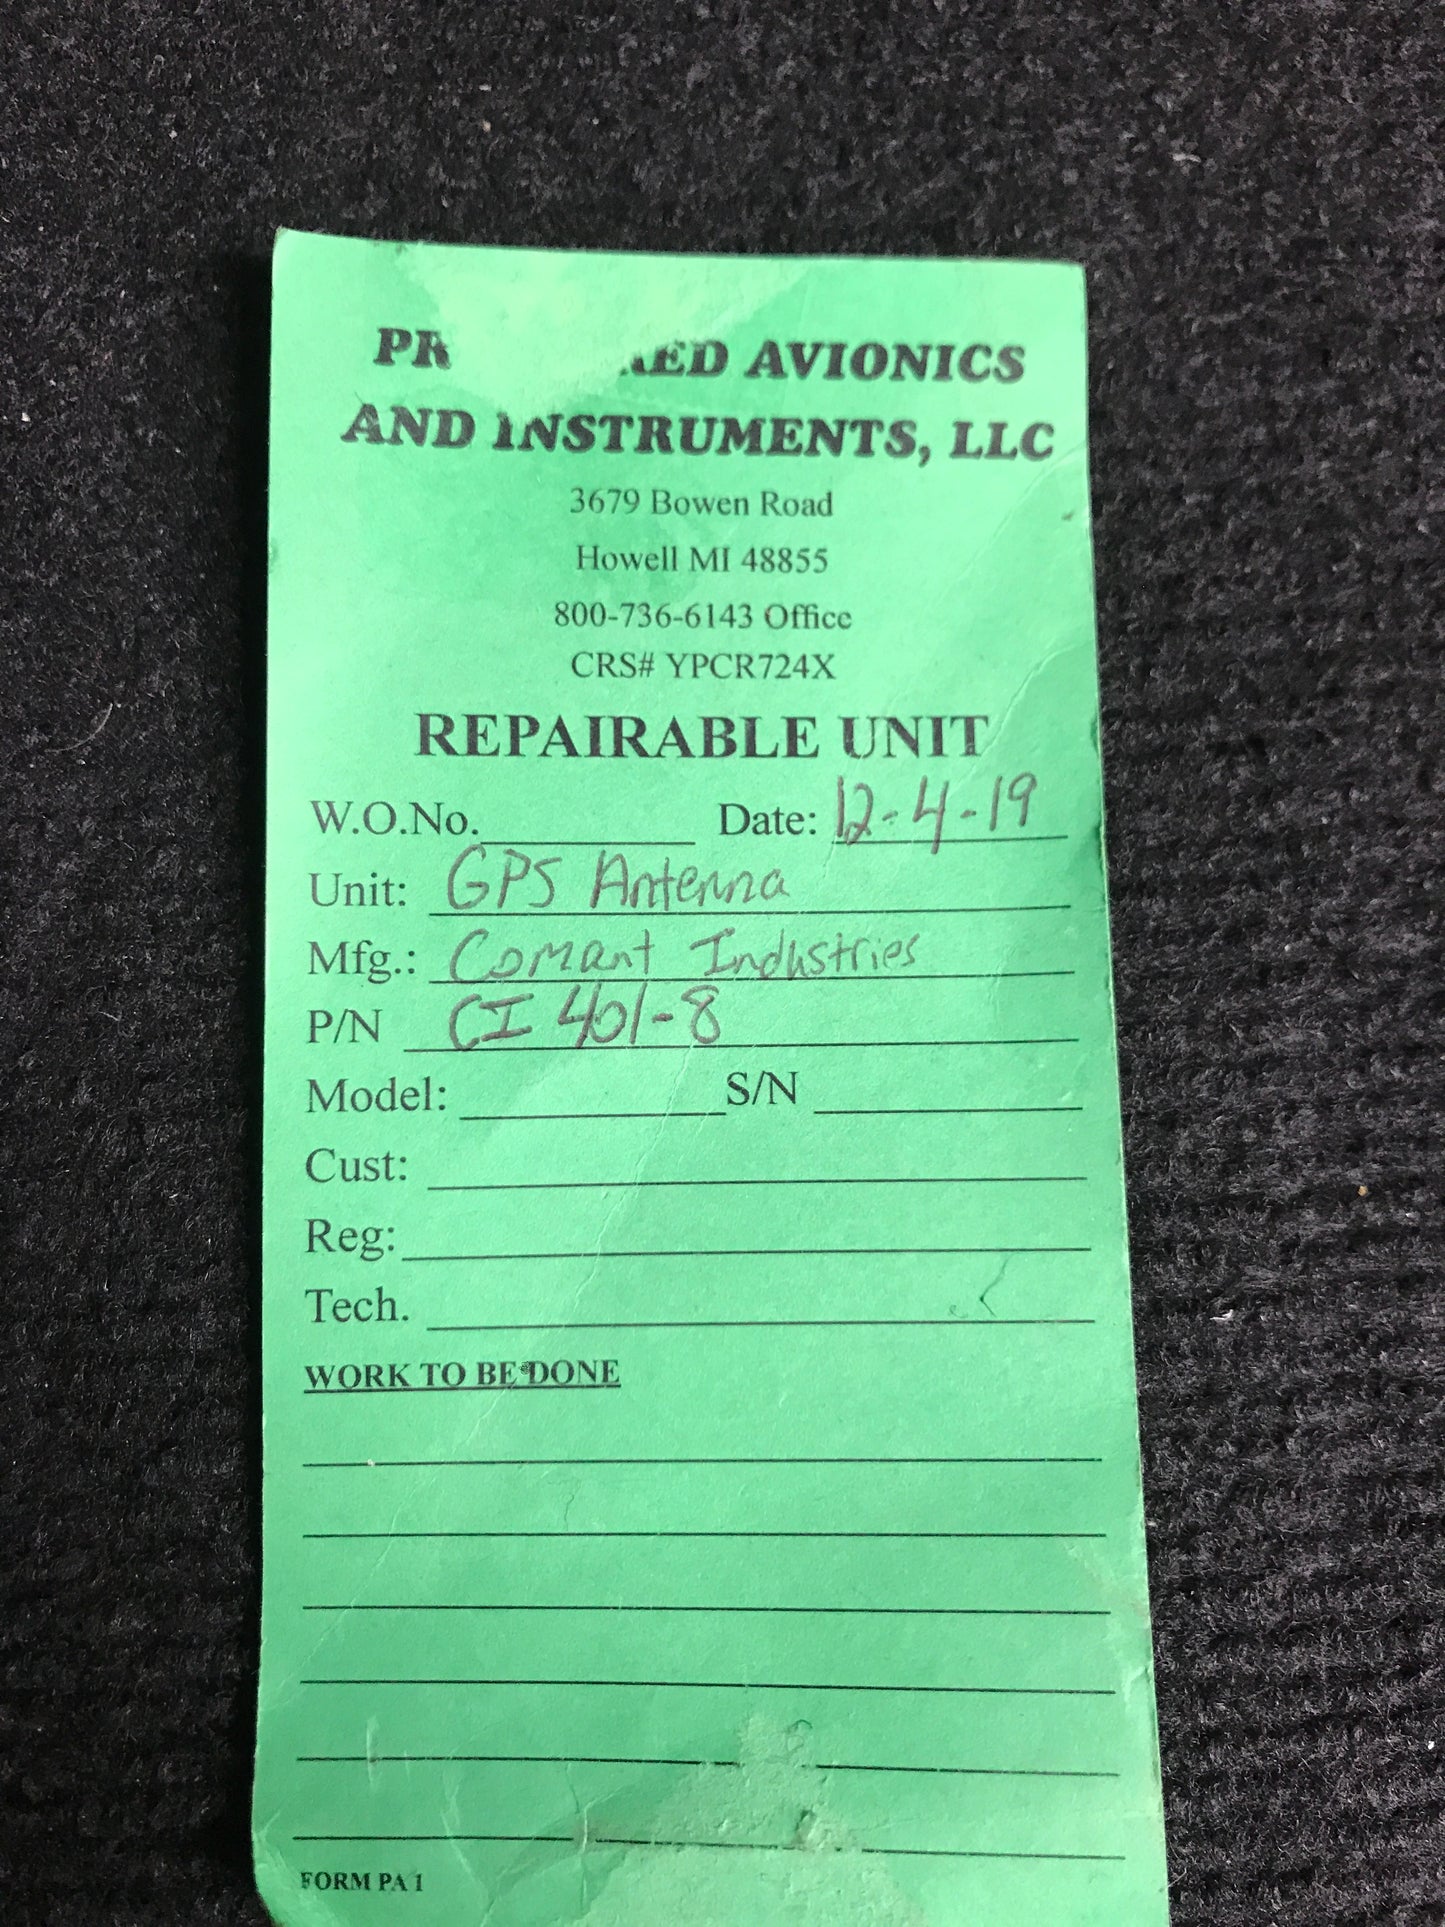 AVIONICS
AND INSTRUMENTS, LLC
3679 Bowen Road
Howell MI 48855
800-736-6143 Office
CRS# YPCR724X
REPAIRABLE UNIT
W.O.No. Date: 12-4-19
Unit: GPS Antenna
Mfg.: Comant Industries
P/N CI 401-8
Model: S/N
Cust:
Reg:
Tech.
WORK TO BE DONE
FORM PA 1